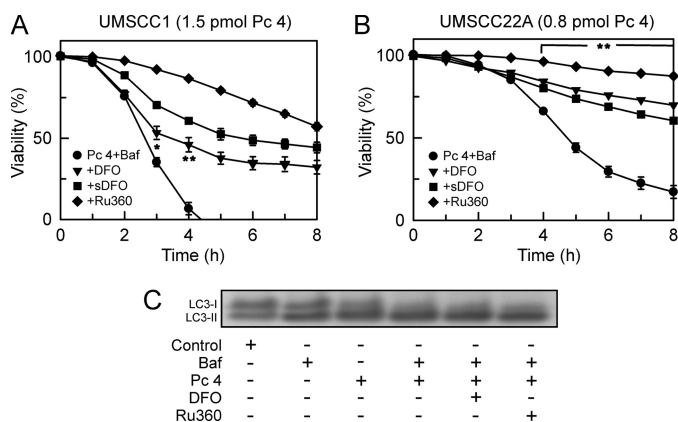 A
UMSCC1 (1.5 pmol Pc 4)
100
50
0
Viability (%)
Pc 4+Baf
+DFO
+sDFO
+Ru360
*
**
0 2 4 6 8
Time (h)
B
UMSCC22A (0.8 pmol Pc 4)
**
100
50
0
Viability (%)
Pc 4+Baf
+DFO
+sDFO
+Ru360
0 2 4 6 8
Time (h)
C
LC3-I
LC3-II
Control + - - - - -
Baf - + - + + +
Pc 4 - - + + + +
DFO - - - - + -
Ru360 - - - - - +